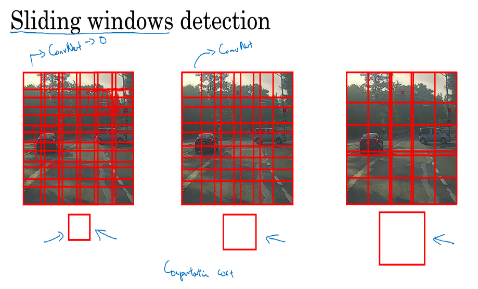 Sliding windows detection
ConvNet → 0
ConvNet
Computation cost